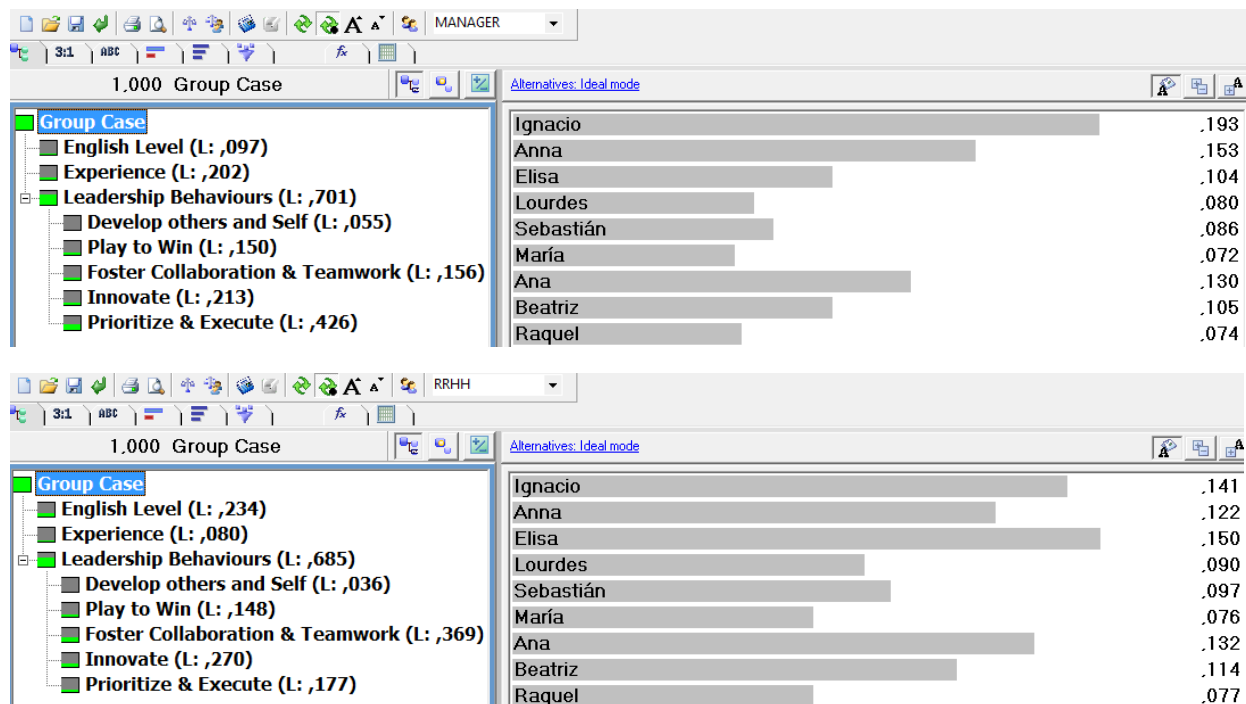 MANAGER
3:1 ABC fx
1,000 Group Case
Alternatives: Ideal mode
Group Case
English Level (L: ,097)
Experience (L: ,202)
Leadership Behaviours (L: ,701)
Develop others and Self (L: ,055)
Play to Win (L: ,150)
Foster Collaboration & Teamwork (L: ,156)
Innovate (L: ,213)
Prioritize & Execute (L: ,426)
Ignacio ,193
Anna ,153
Elisa ,104
Lourdes ,080
Sebastián ,086
María ,072
Ana ,130
Beatriz ,105
Raquel ,074
RRHH
3:1 ABC fx
1,000 Group Case
Alternatives: Ideal mode
Group Case
English Level (L: ,234)
Experience (L: ,080)
Leadership Behaviours (L: ,685)
Develop others and Self (L: ,036)
Play to Win (L: ,148)
Foster Collaboration & Teamwork (L: ,369)
Innovate (L: ,270)
Prioritize & Execute (L: ,177)
Ignacio ,141
Anna ,122
Elisa ,150
Lourdes ,090
Sebastián ,097
María ,076
Ana ,132
Beatriz ,114
Raquel ,077